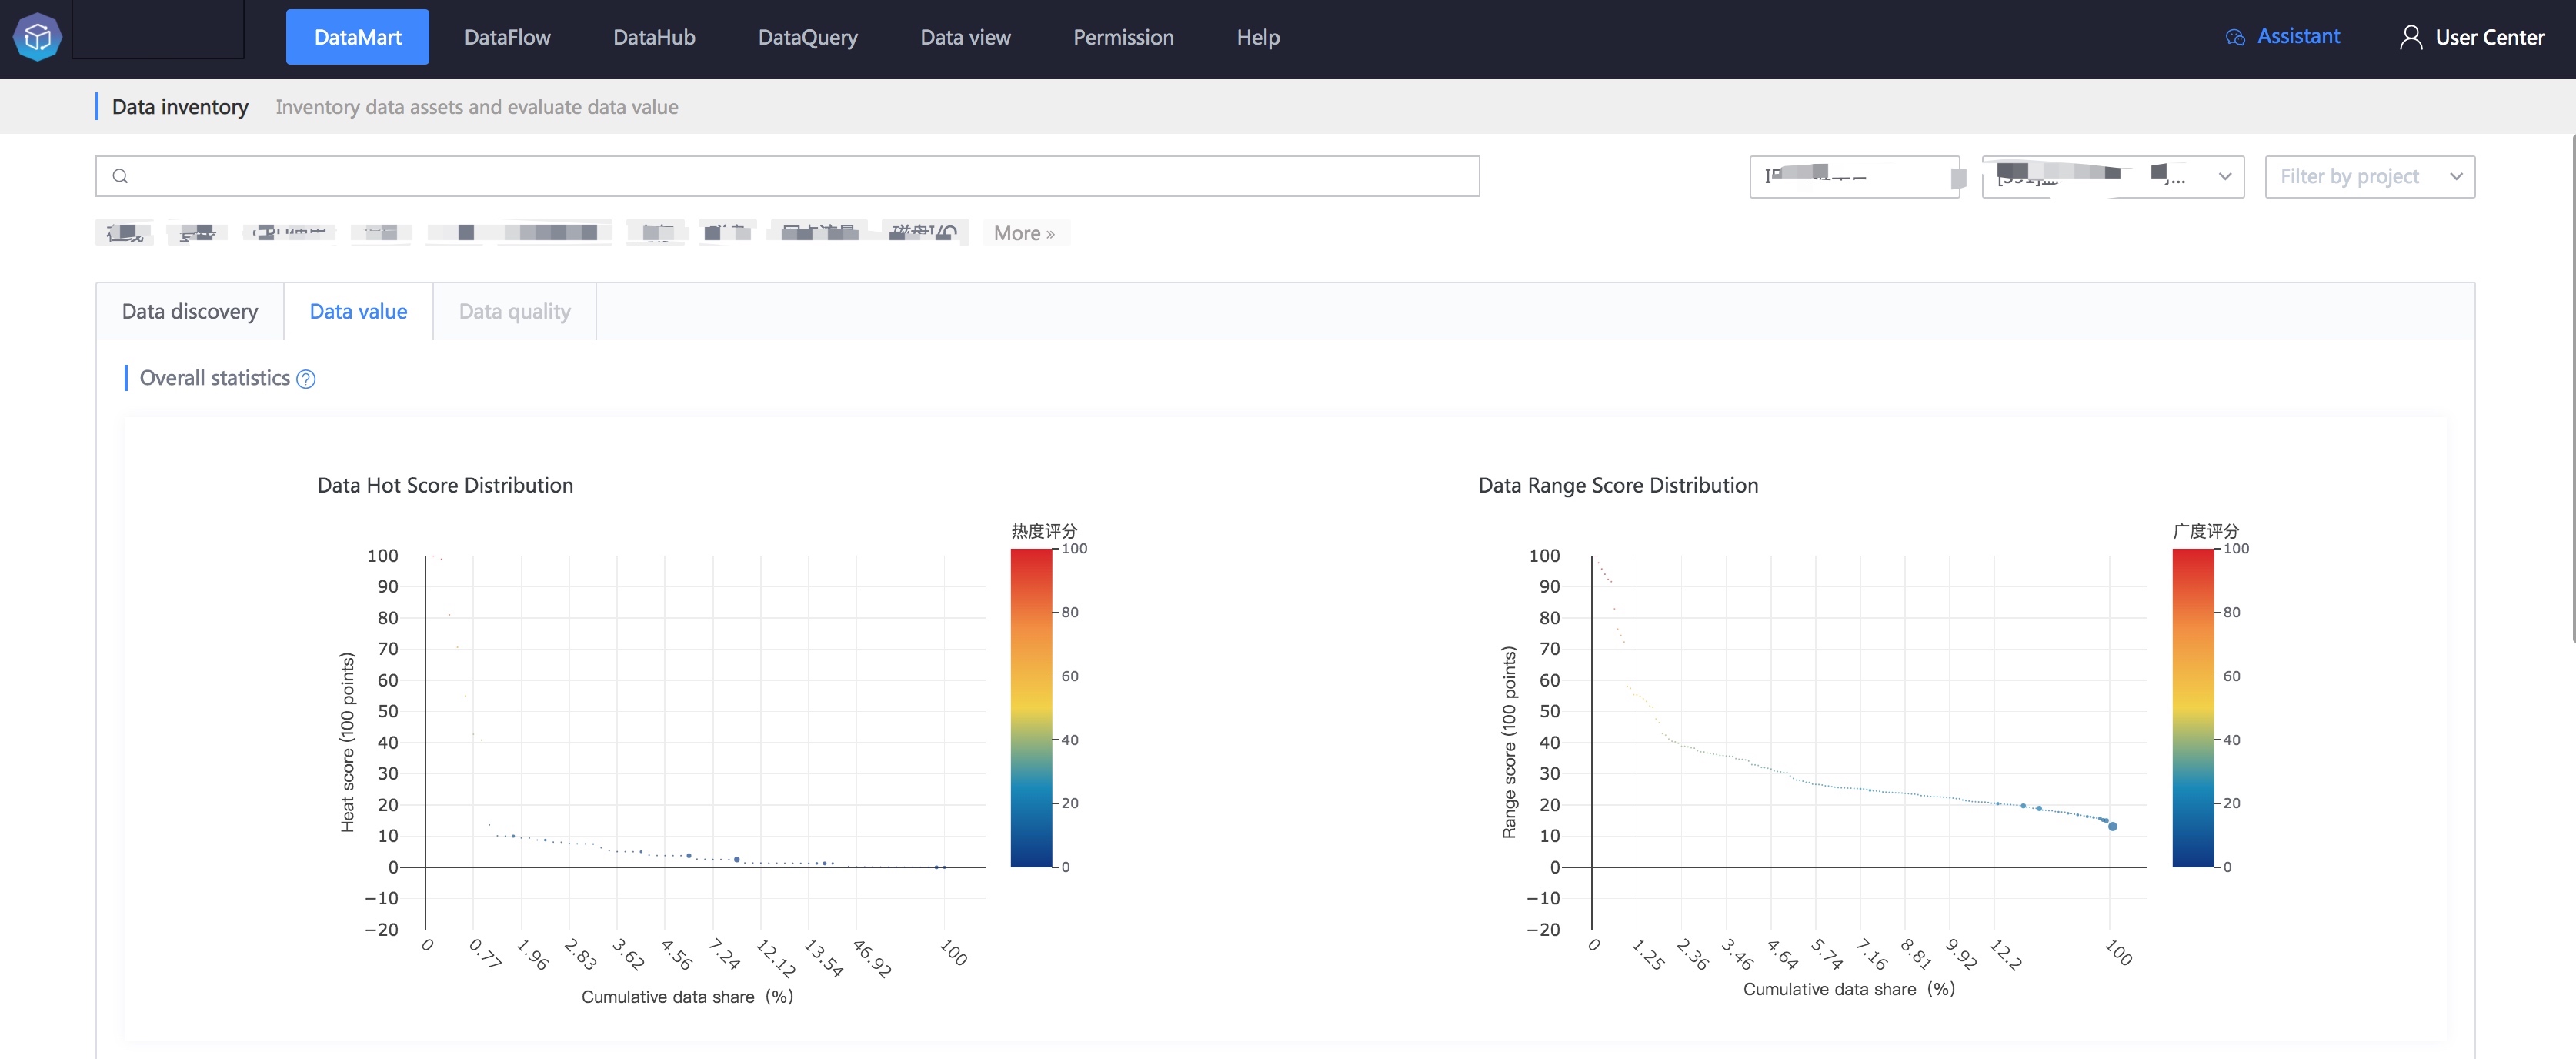 DataMart DataFlow DataHub DataQuery Data view Permission Help Assistant User Center
Data inventory Inventory data assets and evaluate data value
Filter by project
More »
Data discovery Data value Data quality
Overall statistics ?
Data Hot Score Distribution
热度评分
100
80
60
40
20
0
Heat score (100 points)
100
90
80
70
60
50
40
30
20
10
0
−10
−20
0 0.77 1.96 2.83 3.62 4.56 7.24 12.12 13.54 46.92 100
Cumulative data share (%)
Data Range Score Distribution
广度评分
100
80
60
40
20
0
Range score (100 points)
100
90
80
70
60
50
40
30
20
10
0
−10
−20
0 1.25 2.36 3.46 4.64 5.74 7.16 8.81 9.92 12.2 100
Cumulative data share (%)